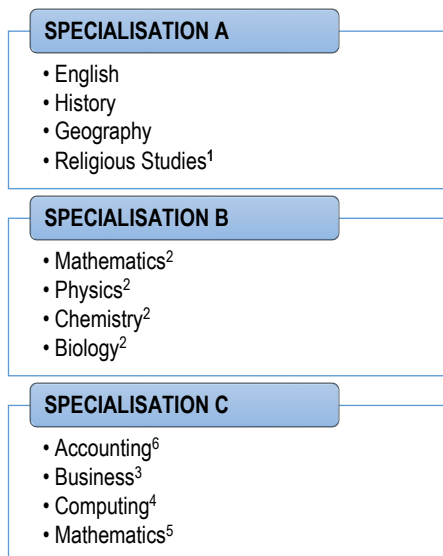 SPECIALISATION A
• English
• History
• Geography
• Religious Studies¹
SPECIALISATION B
• Mathematics²
• Physics²
• Chemistry²
• Biology²
SPECIALISATION C
• Accounting⁶
• Business³
• Computing⁴
• Mathematics⁵